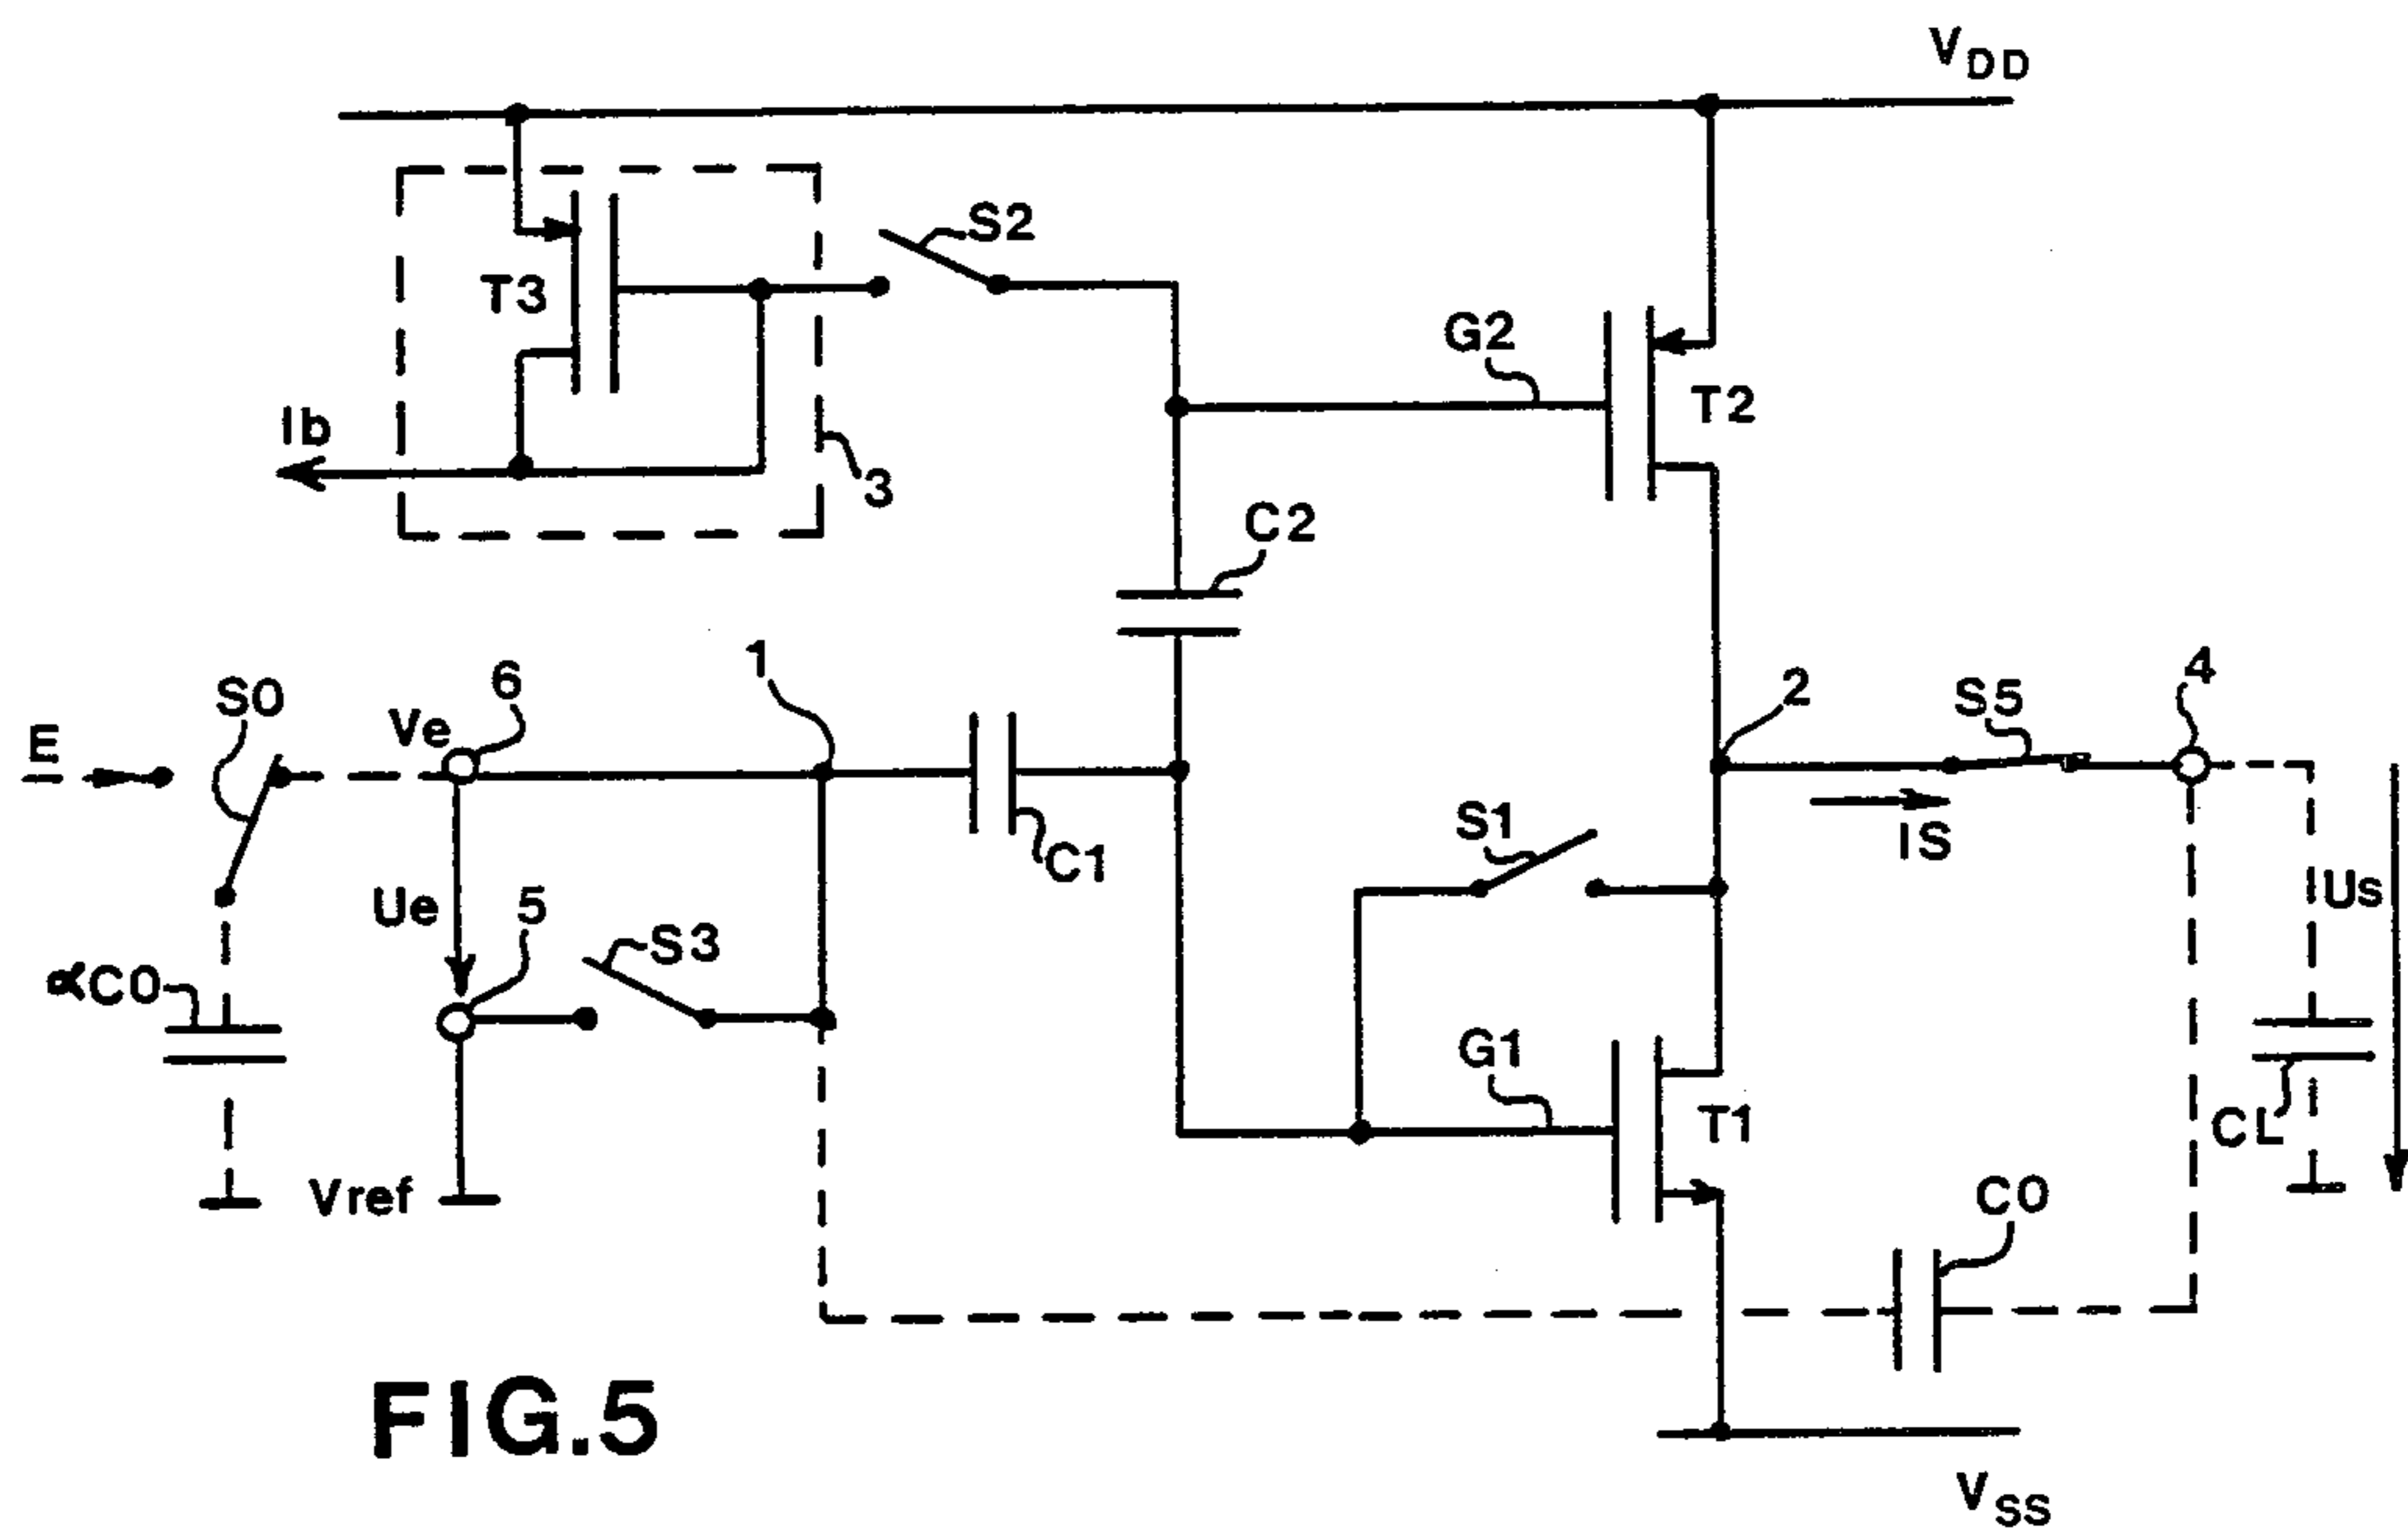 VDD
S2
T3
G2
T2
Ib
3
C2
1
6
S0
Ve
E
2
S5
4
S1
IS
C1
Us
Ue
5
S3
αC0
G1
T1
CL
Vref
C0
FIG.5
VSS